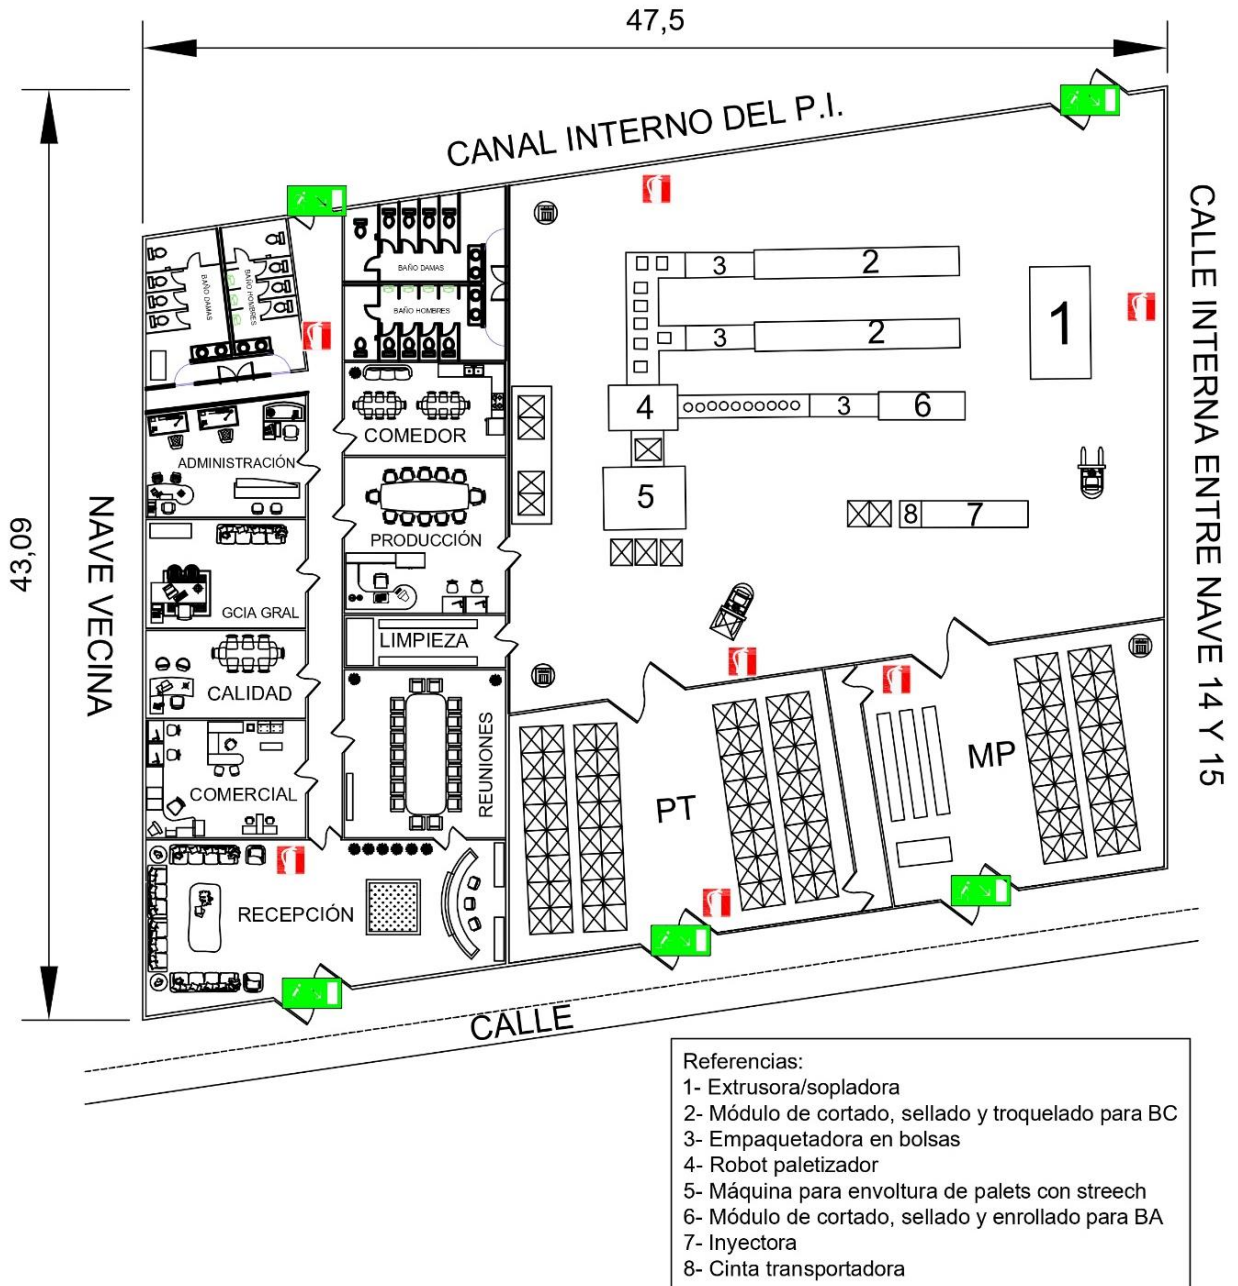 47,5
43,09
CANAL INTERNO DEL P.I.
CALLE INTERNA ENTRE NAVE 14 Y 15
NAVE VECINA
BAÑO DAMAS
BAÑO HOMBRES
BAÑO DAMAS
BAÑO HOMBRES
COMEDOR
ADMINISTRACIÓN
PRODUCCIÓN
GCIA GRAL
LIMPIEZA
CALIDAD
REUNIONES
COMERCIAL
RECEPCIÓN
3
2
1
3
2
4
3
6
5
8
7
PT
MP
CALLE
Referencias:
1- Extrusora/sopladora
2- Módulo de cortado, sellado y troquelado para BC
3- Empaquetadora en bolsas
4- Robot paletizador
5- Máquina para envoltura de palets con streech
6- Módulo de cortado, sellado y enrollado para BA
7- Inyectora
8- Cinta transportadora